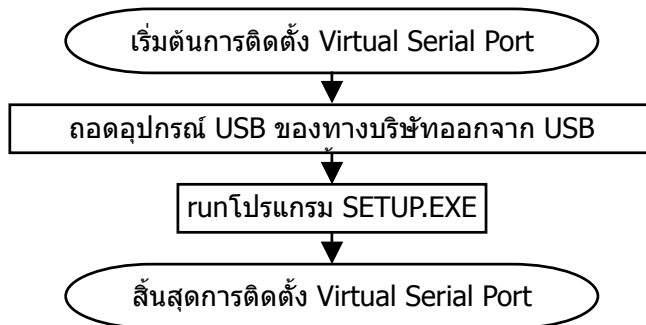 เริ่มต้นการติดตั้ง Virtual Serial Port
ถอดอุปกรณ์ USB ของทางบริษัทออกจาก USB
runโปรแกรม SETUP.EXE
สิ้นสุดการติดตั้ง Virtual Serial Port